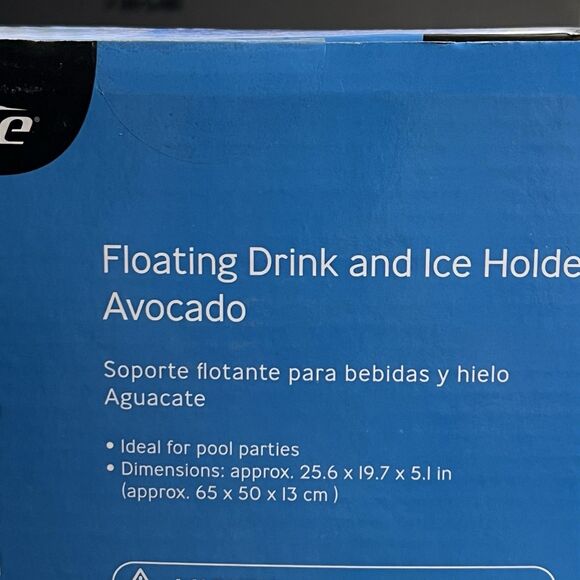 e®
Floating Drink and Ice Holde
Avocado
Soporte flotante para bebidas y hielo
Aguacate
• Ideal for pool parties
• Dimensions: approx. 25.6 x 19.7 x 5.1 in
(approx. 65 x 50 x 13 cm )